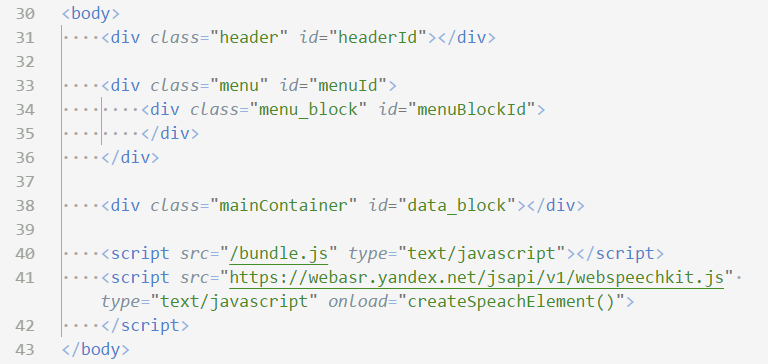 30 <body>
31 ····<div class="header" id="headerId"></div>
32
33 ····<div class="menu" id="menuId">
34 ········<div class="menu_block" id="menuBlockId">
35 ········</div>
36 ····</div>
37
38 ····<div class="mainContainer" id="data_block"></div>
39
40 ····<script src="/bundle.js" type="text/javascript"></script>
41 ····<script src="https://webasr.yandex.net/jsapi/v1/webspeechkit.js"·
type="text/javascript" onload="createSpeachElement()">
42 ····</script>
43 </body>